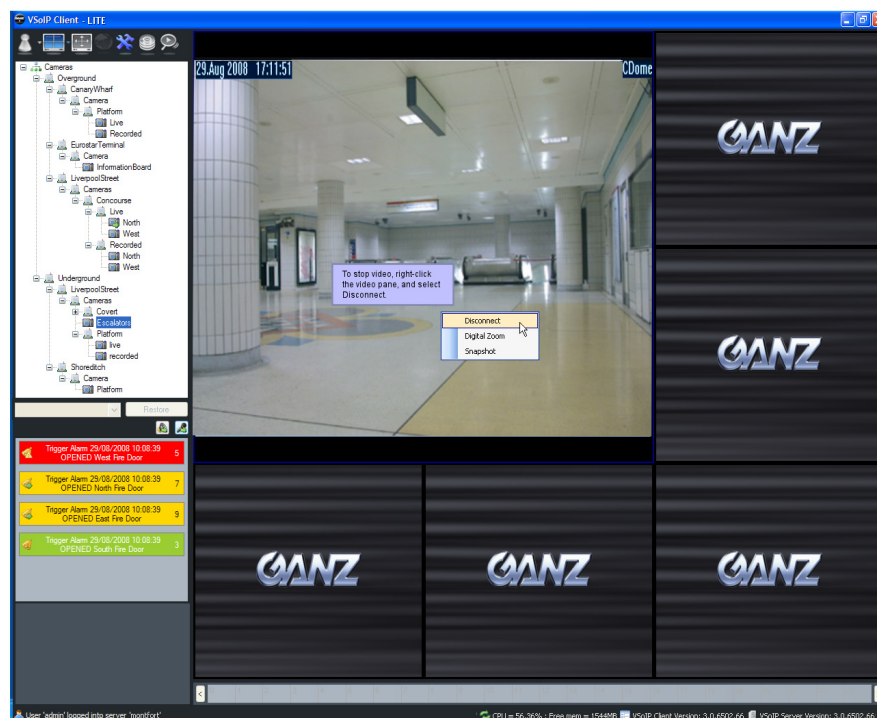 VSoIP Client - LITE
Cameras
Overground
CanaryWharf
Camera
Platform
Live
Recorded
EurostarTerminal
Camera
InformationBoard
LiverpoolStreet
Cameras
Concourse
Live
North
West
Recorded
North
West
Underground
LiverpoolStreet
Cameras
Covert
Escalators
Platform
live
recorded
Shoreditch
Camera
Platform
Restore
Trigger Alarm 29/08/2008 10:08:39
OPENED West Fire Door
5
Trigger Alarm 29/08/2008 10:08:39
OPENED North Fire Door
7
Trigger Alarm 29/08/2008 10:08:39
OPENED East Fire Door
9
Trigger Alarm 29/08/2008 10:08:39
OPENED South Fire Door
3
29.Aug 2008 17:11:51
CDome
To stop video, right-click
the video pane, and select
Disconnect.
Disconnect
Digital Zoom
Snapshot
GANZ
GANZ
GANZ
GANZ
GANZ
User 'admin' logged into server 'montfort'
CPU = 56.36% ; Free mem = 1544MB
VSoIP Client Version: 3.0.6502.66
VSoIP Server Version: 3.0.6502.66